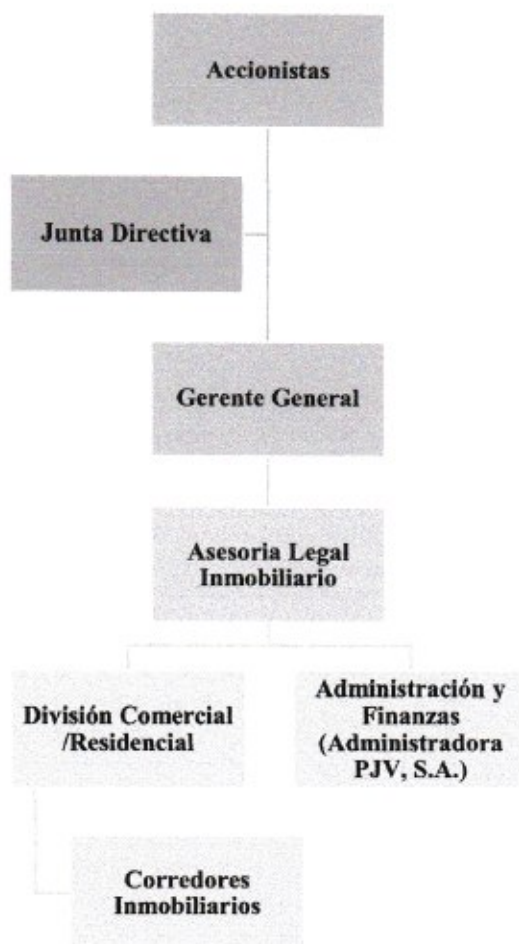 Accionistas
Junta Directiva
Gerente General
Asesoria Legal
Inmobiliario
División Comercial
/Residencial
Administración y
Finanzas
(Administradora
PJV, S.A.)
Corredores
Inmobiliarios